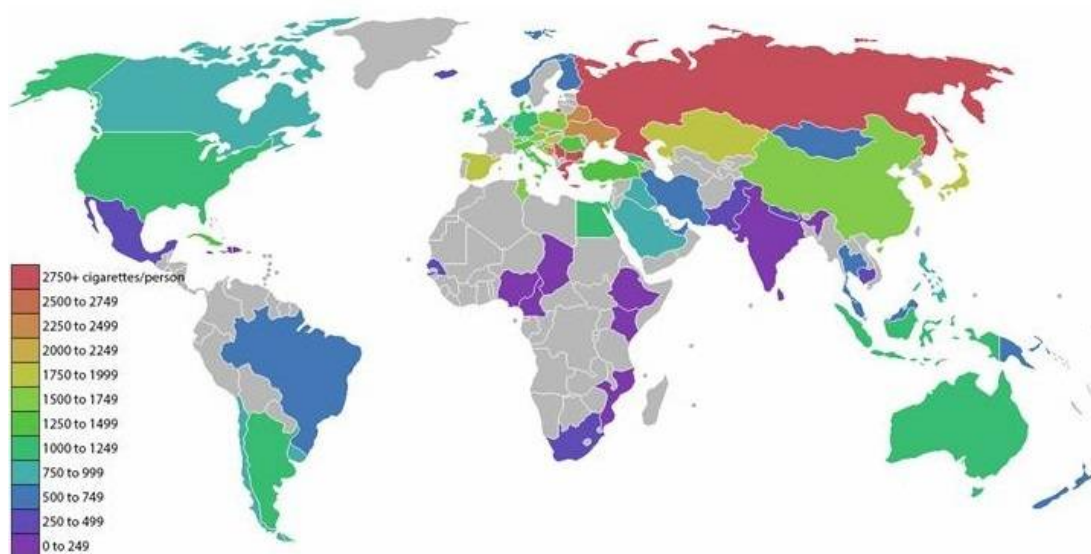 2750+ cigarettes/person
2500 to 2749
2250 to 2499
2000 to 2249
1750 to 1999
1500 to 1749
1250 to 1499
1000 to 1249
750 to 999
500 to 749
250 to 499
0 to 249